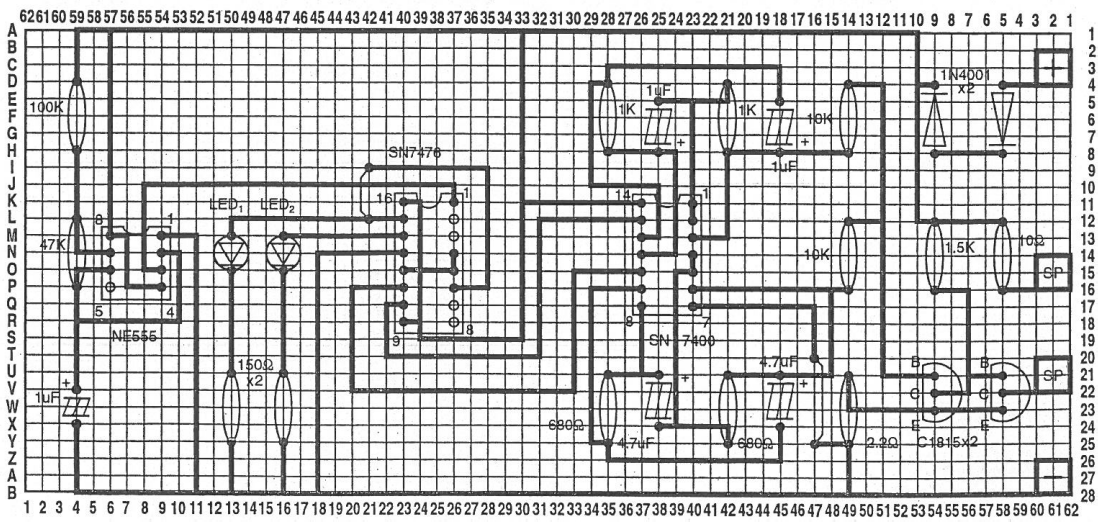 62 61 60 59 58 57 56 55 54 53 52 51 50 49 48 47 46 45 44 43 42 41 40 39 38 37 36 35 34 33 32 31 30 29 28 27 26 25 24 23 22 21 20 19 18 17 16 15 14 13 12 11 10 9 8 7 6 5 4 3 2 1
A 1
B 2
C 3
D 4
E 5
F 6
G 7
H 8
I 9
J 10
K 11
L 12
M 13
N 14
O 15
P 16
Q 17
R 18
S 19
T 20
U 21
V 22
W 23
X 24
Y 25
Z 26
A 27
B 28
1 2 3 4 5 6 7 8 9 10 11 12 13 14 15 16 17 18 19 20 21 22 23 24 25 26 27 28 29 30 31 32 33 34 35 36 37 38 39 40 41 42 43 44 45 46 47 48 49 50 51 52 53 54 55 56 57 58 59 60 61 62
100K
47K
8 1
5 4
NE555
+
1uF
LED1 LED2
150Ω
x2
SN7476
16 1
9 8
1K
1uF
+
1K
+
1uF
10K
14 1
8 7
SN 7400
10K
680Ω
+
4.7uF
680Ω
4.7uF
+
2.2Ω
1N4001
x2
1.5K
10Ω
B C E
B C E
C1815x2
+
SP
SP
−